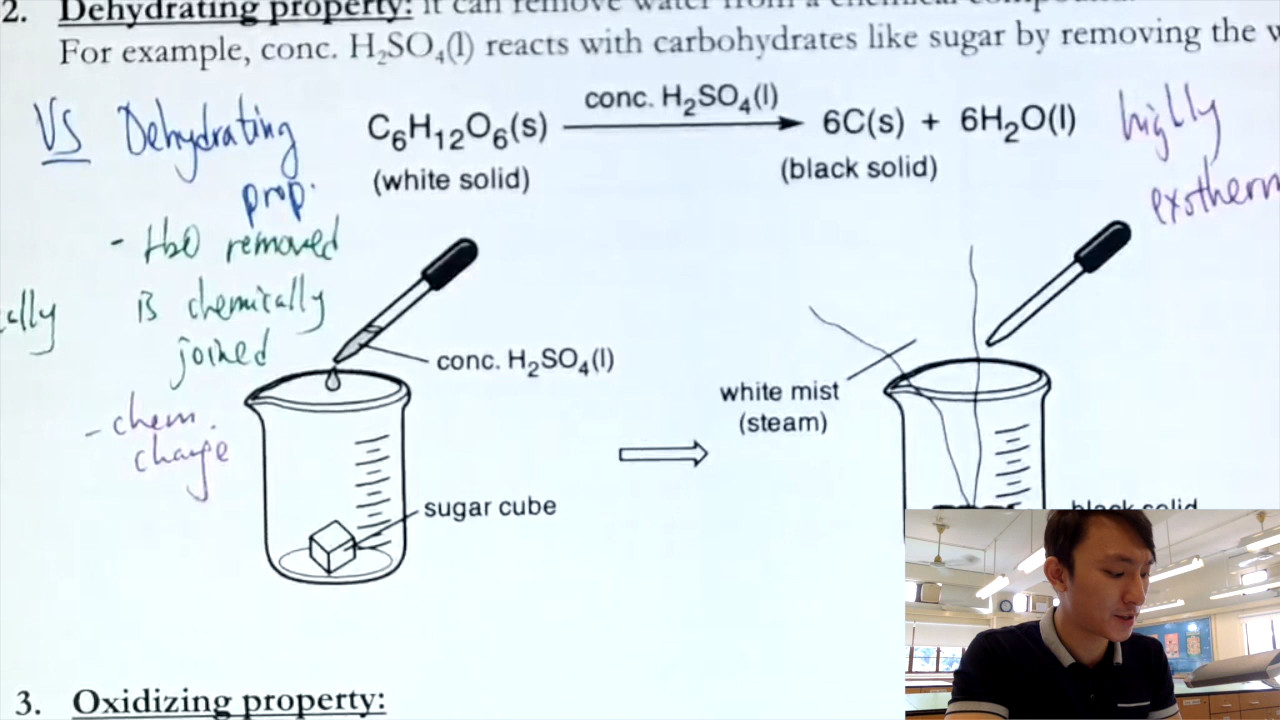 2. Dehydrating property: It can remove water from a chemical
For example, conc. H₂SO₄(l) reacts with carbohydrates like sugar by removing the
VS Dehydrating
prop.
C₆H₁₂O₆(s) conc. H₂SO₄(l) 6C(s) + 6H₂O(l)
(white solid) (black solid)
highly
- H₂O removed
is chemically
joined
- chem.
change
conc. H₂SO₄(l)
white mist
(steam)
sugar cube
black solid
3. Oxidizing property: